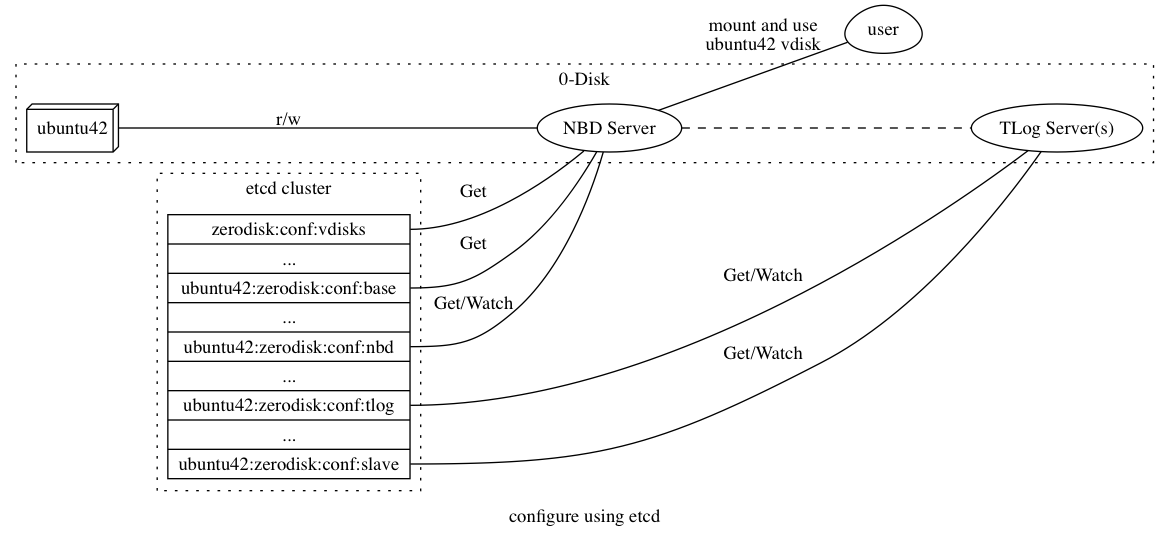 mount and use
ubuntu42 vdisk
user
0-Disk
ubuntu42
r/w
NBD Server
TLog Server(s)
etcd cluster
Get
zerodisk:conf:vdisks
Get
...
ubuntu42:zerodisk:conf:base
Get/Watch
...
Get/Watch
ubuntu42:zerodisk:conf:nbd
Get/Watch
...
ubuntu42:zerodisk:conf:tlog
...
ubuntu42:zerodisk:conf:slave
configure using etcd